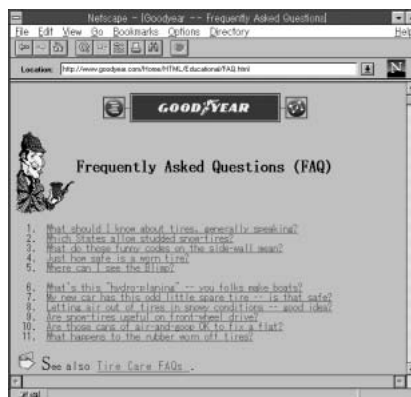 Netscape - [Goodyear -- Frequently Asked Questions]
File Edit View Go Bookmarks Options Directory Help
Location: http://www.goodyear.com/Home/HTML/Educational/FAQ.html
N
GOODYEAR
Frequently Asked Questions (FAQ)
1. What should I know about tires, generally speaking?
2. Which States allow studded snow-tires?
3. What do those funny codes on the side-wall mean?
4. Just how safe is a worn tire?
5. Where can I see the Blimp?
6. What's this "hydro-planing" -- you folks make boats?
7. My new car has this odd little spare tire -- is that safe?
8. Letting air out of tires in snowy conditions -- good idea?
9. Are snow-tires useful on front-wheel drive?
10. Are those cans of air-and-goop OK to fix a flat?
11. What happens to the rubber worn off tires?
See also Tire Care FAQs .